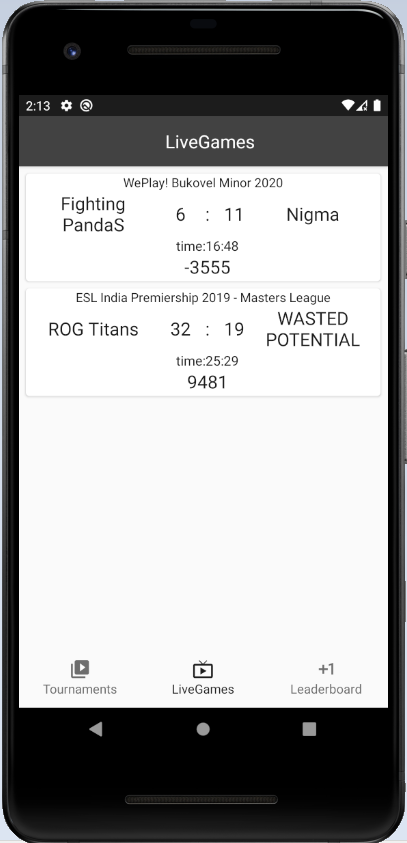 2:13
LiveGames
WePlay! Bukovel Minor 2020
Fighting
PandaS
6 : 11
Nigma
time:16:48
-3555
ESL India Premiership 2019 - Masters League
ROG Titans
32 : 19
WASTED
POTENTIAL
time:25:29
9481
Tournaments
LiveGames
+1
Leaderboard